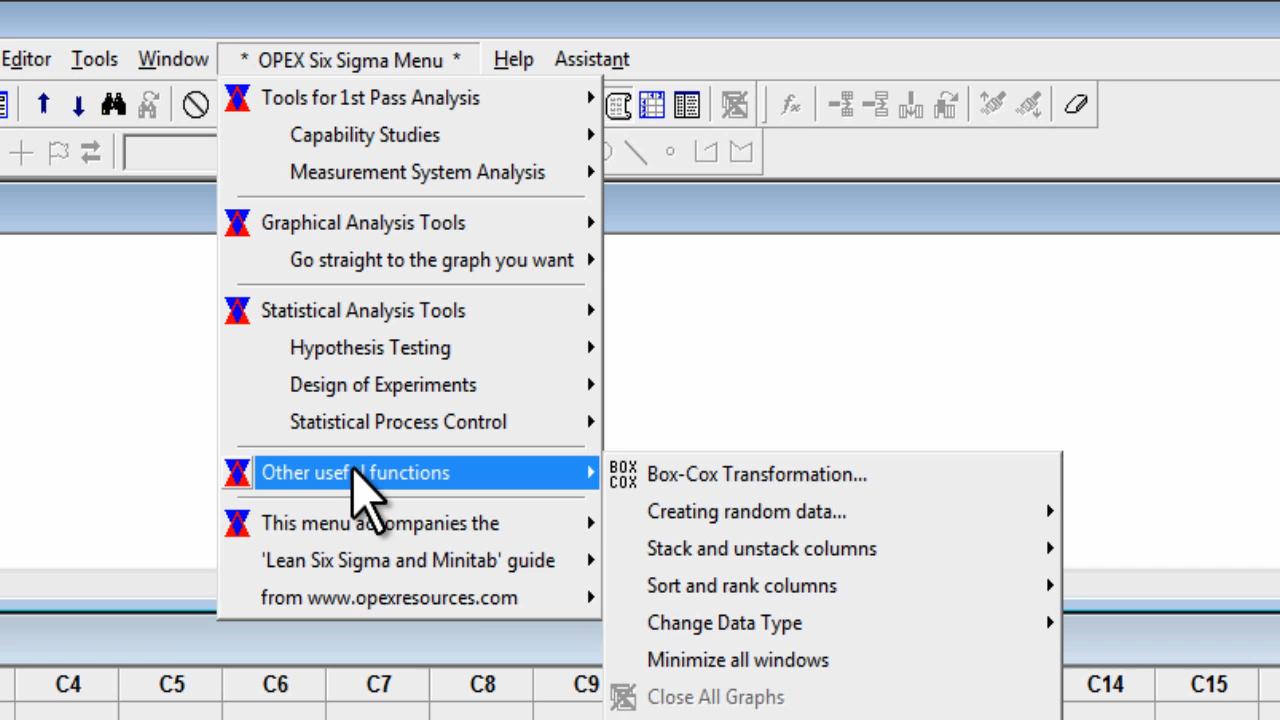 Editor Tools Window * OPEX Six Sigma Menu * Help Assistant
Tools for 1st Pass Analysis
Capability Studies
Measurement System Analysis
Graphical Analysis Tools
Go straight to the graph you want
Statistical Analysis Tools
Hypothesis Testing
Design of Experiments
Statistical Process Control
Other useful functions
This menu accompanies the
'Lean Six Sigma and Minitab' guide
from www.opexresources.com
BOX COX Box-Cox Transformation...
Creating random data...
Stack and unstack columns
Sort and rank columns
Change Data Type
Minimize all windows
Close All Graphs
fx
C4 C5 C6 C7 C8 C9 C14 C15